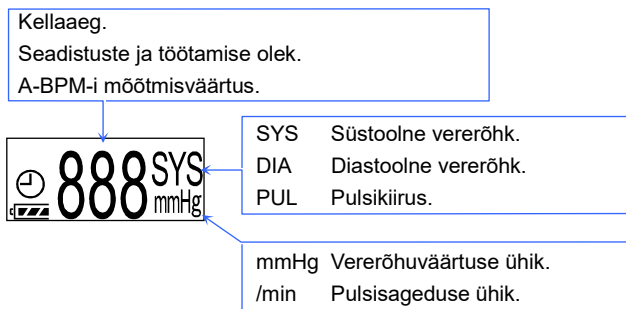 Kellaaeg.
Seadistuste ja töötamise olek.
A-BPM-i mõõtmisväärtus.
888 SYS
mmHg
SYS Süstoolne vererõhk.
DIA Diastoolne vererõhk.
PUL Pulsikiirus.
mmHg Vererõhuväärtuse ühik.
/min Pulsisageduse ühik.